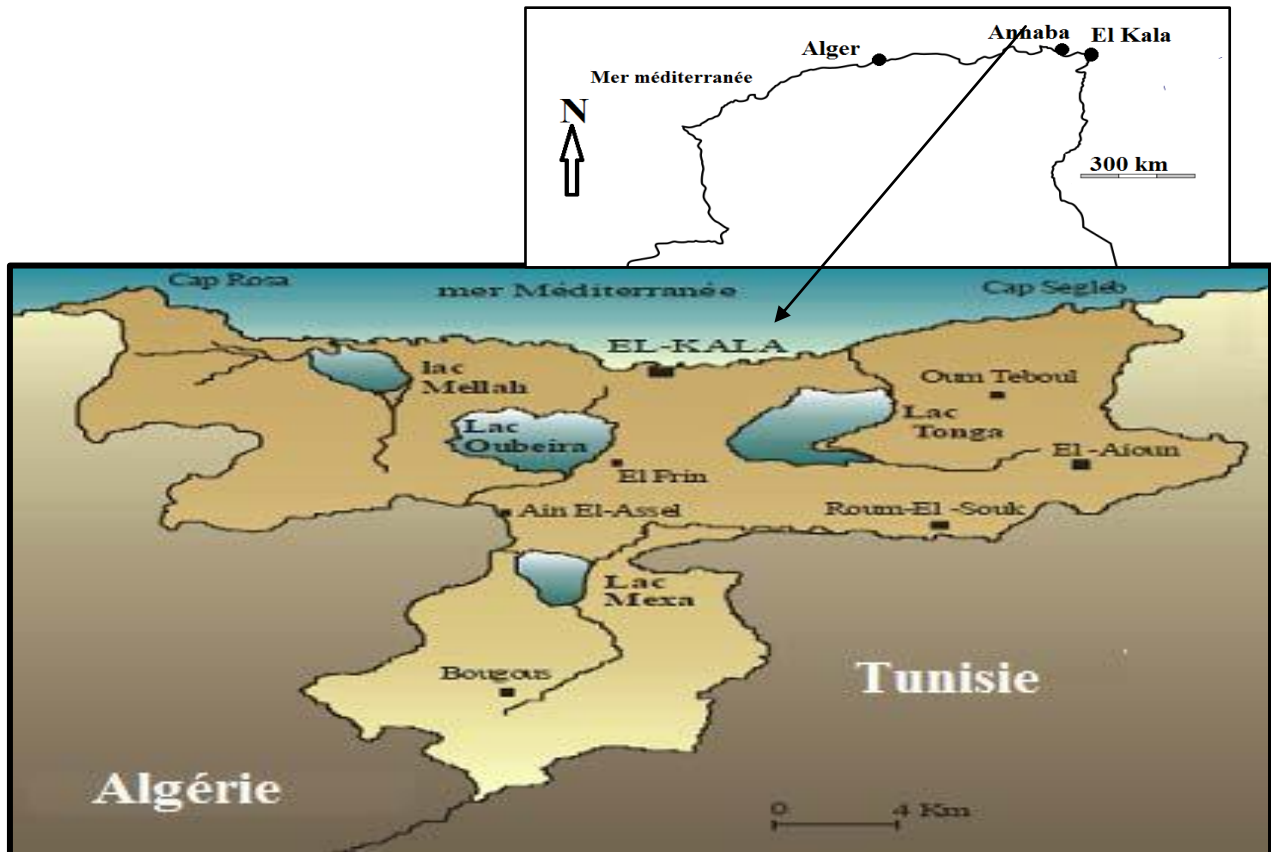 Annaba
El Kala
Alger
Mer méditerranée
N
300 km
Cap Rosa
mer Méditerranée
Cap Ségleb
EL-KALA
lac
Mellah
Oum Teboul
Lac
Oubeira
Lac
Tonga
El-Aioun
El Frin
Ain El-Assel
Roum-El-Souk
Lac
Mexa
Bougous
Tunisie
Algérie
0 4 Km